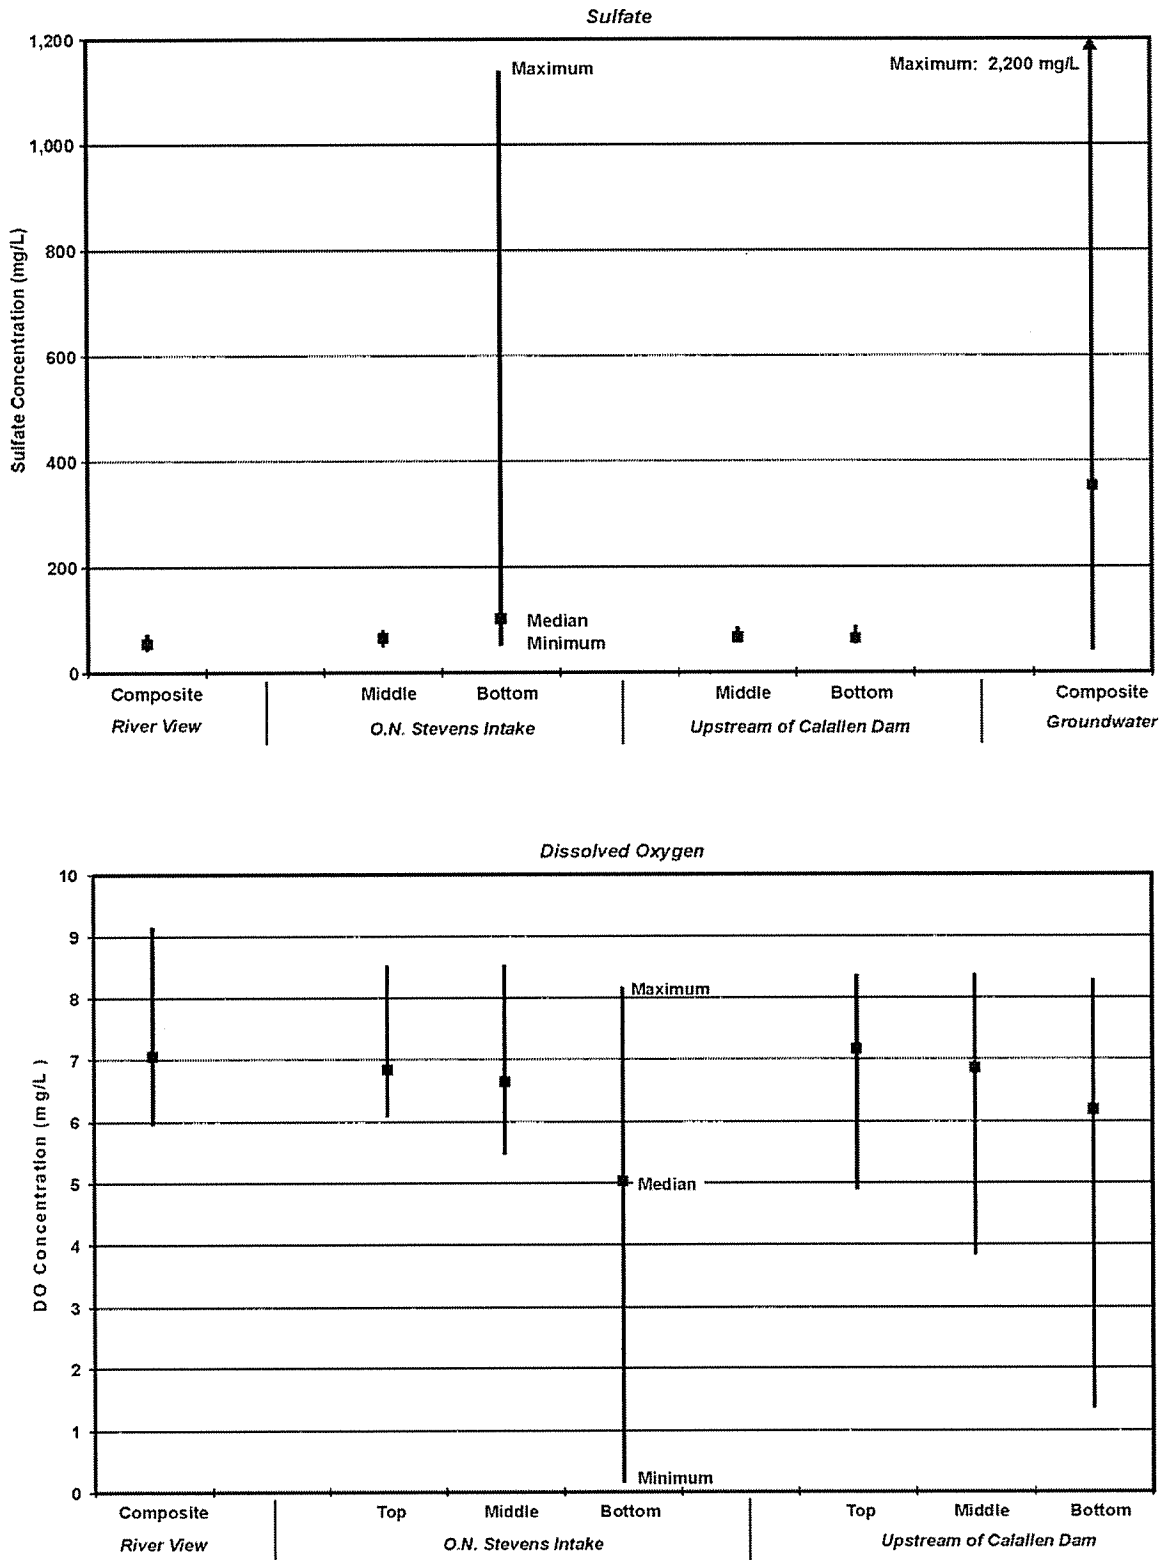 Sulfate
1,200
1,000
800
600
400
200
0
Sulfate Concentration (mg/L)
Maximum
Maximum: 2,200 mg/L
Median
Minimum
Composite Middle Bottom Middle Bottom Composite
River View O.N. Stevens Intake Upstream of Calallen Dam Groundwater
Dissolved Oxygen
10
9
8
7
6
5
4
3
2
1
0
DO Concentration (mg/L)
Maximum
Median
Minimum
Composite Top Middle Bottom Top Middle Bottom
River View O.N. Stevens Intake Upstream of Calallen Dam